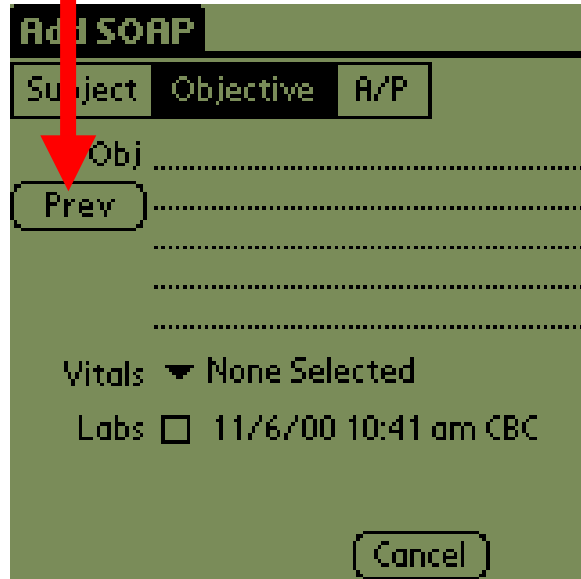 Add SOAP
Subject Objective A/P
Obj
Prev
Vitals None Selected
Labs 11/6/00 10:41 am CBC
Cancel